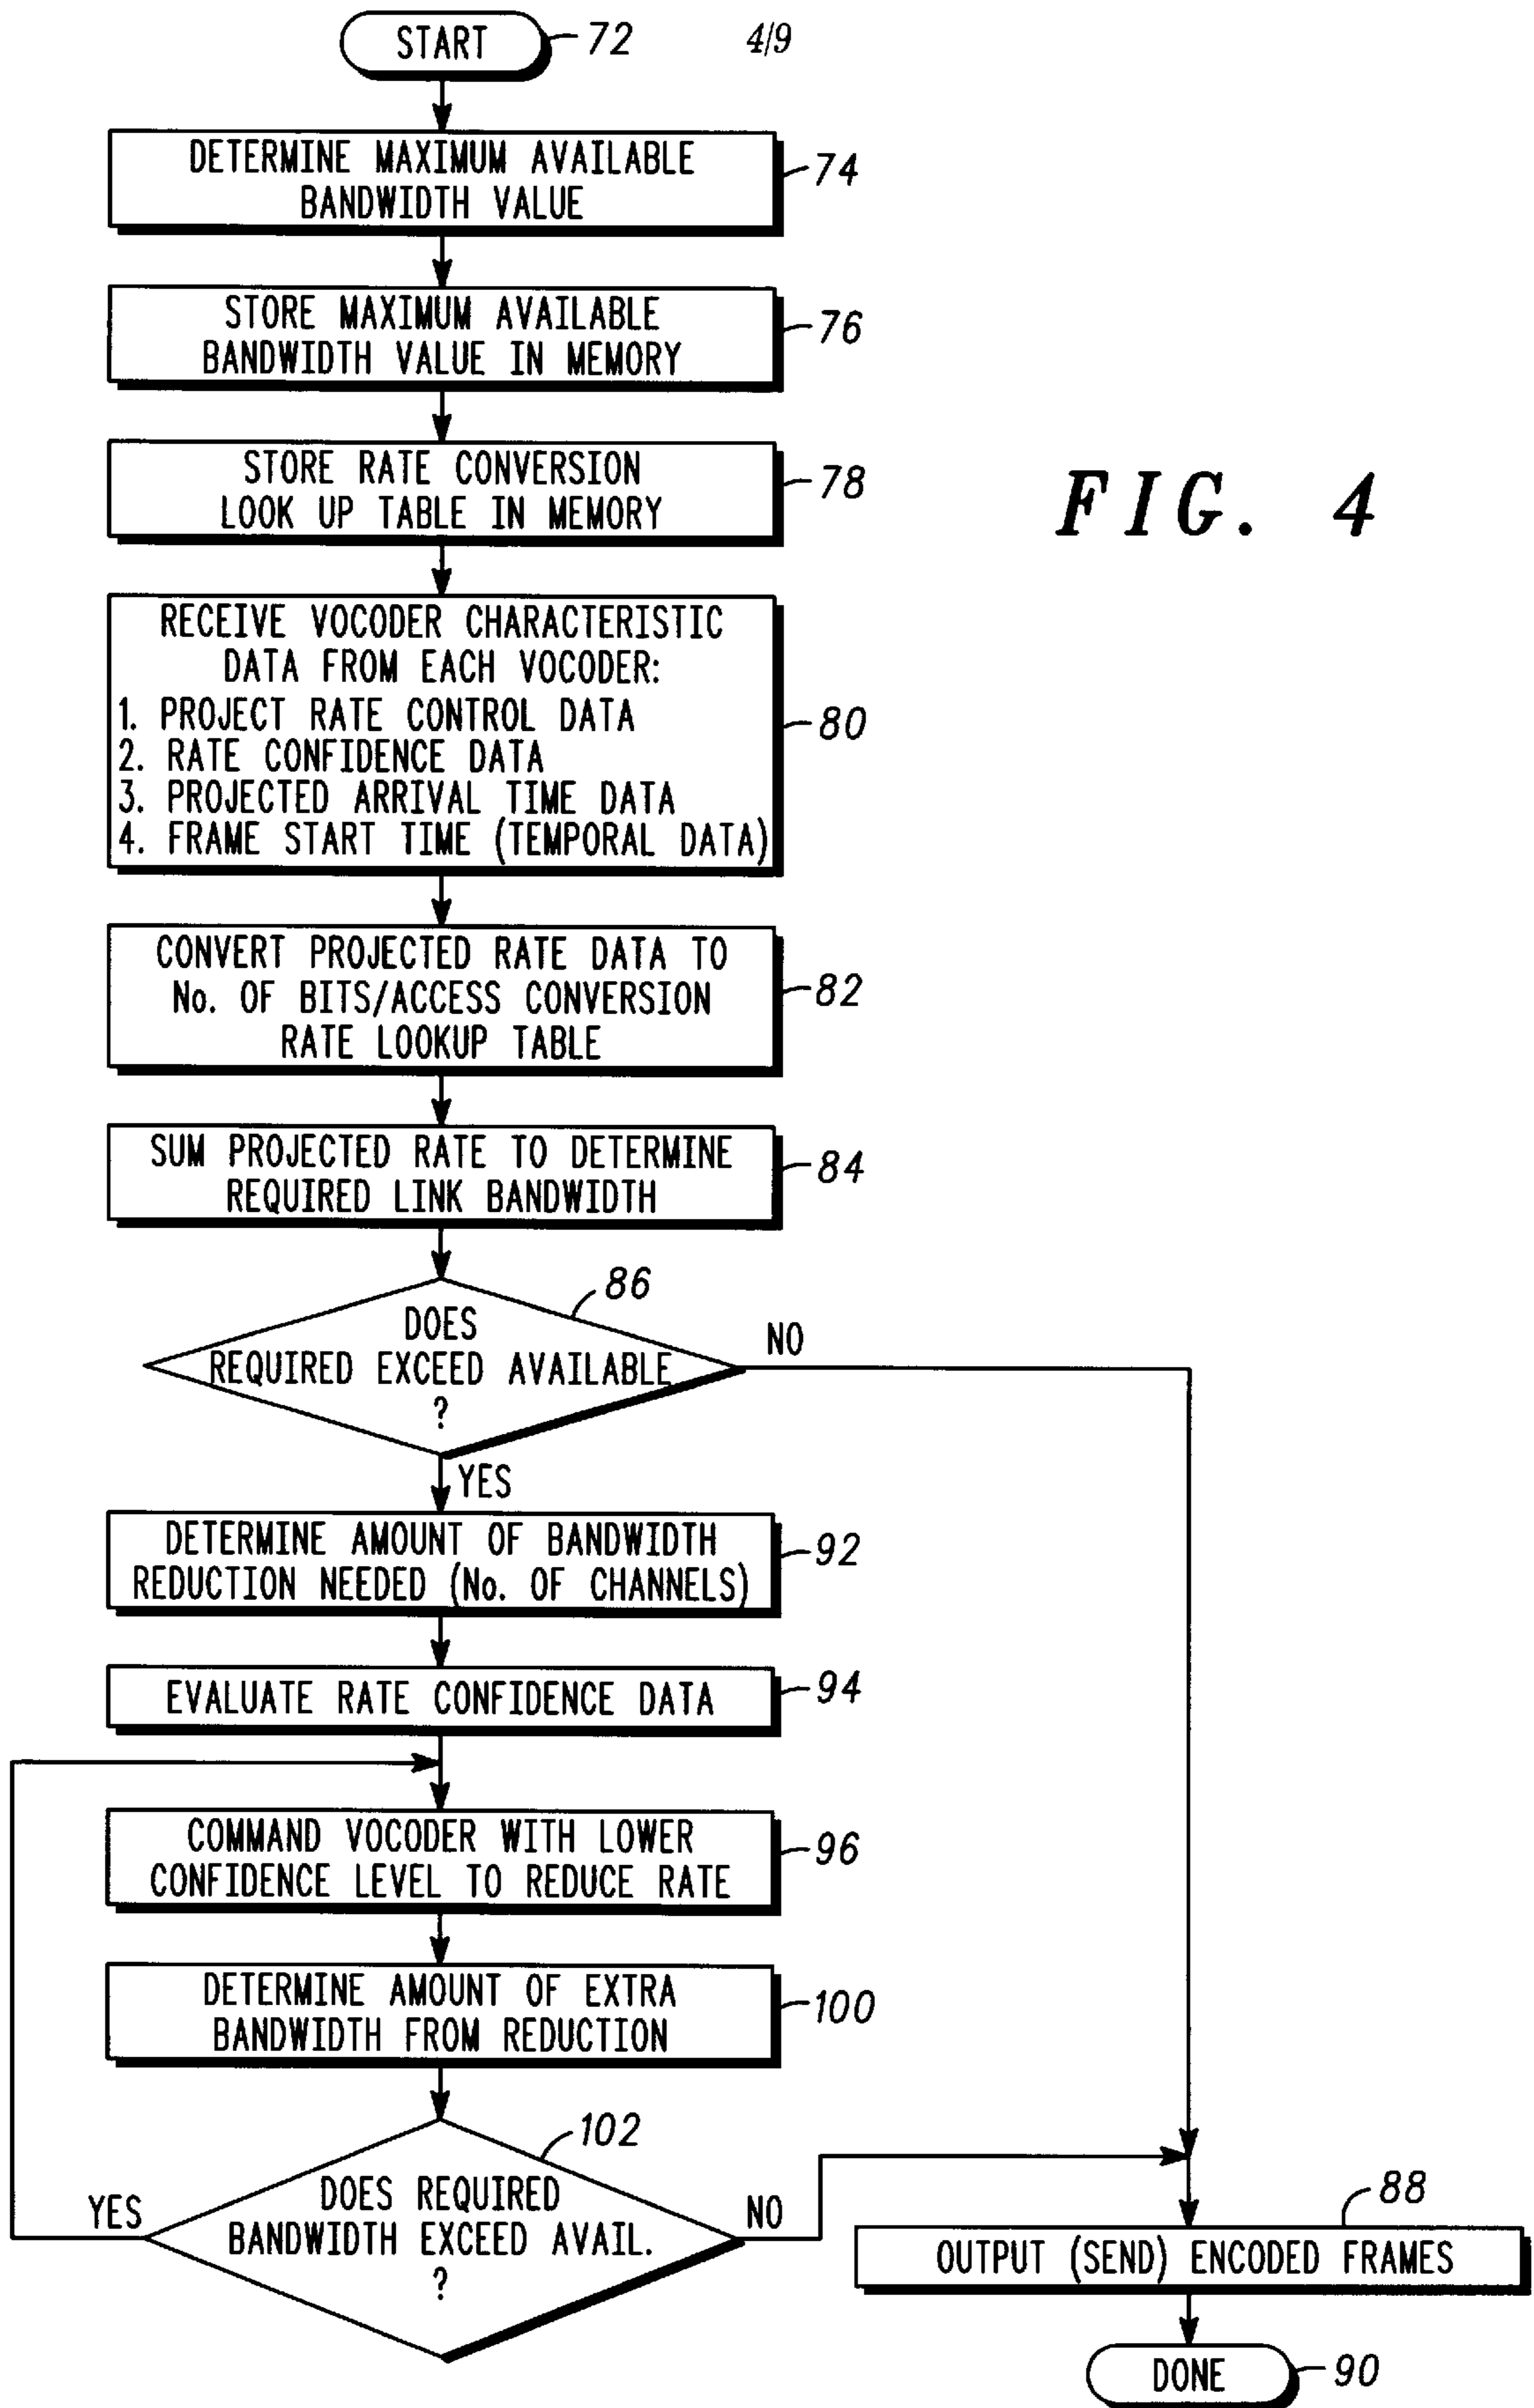 START
72
4/9
DETERMINE MAXIMUM AVAILABLE
BANDWIDTH VALUE
74
STORE MAXIMUM AVAILABLE
BANDWIDTH VALUE IN MEMORY
76
STORE RATE CONVERSION
LOOK UP TABLE IN MEMORY
78
FIG. 4
RECEIVE VOCODER CHARACTERISTIC
DATA FROM EACH VOCODER:
1. PROJECT RATE CONTROL DATA
2. RATE CONFIDENCE DATA
3. PROJECTED ARRIVAL TIME DATA
4. FRAME START TIME (TEMPORAL DATA)
80
CONVERT PROJECTED RATE DATA TO
No. OF BITS/ACCESS CONVERSION
RATE LOOKUP TABLE
82
SUM PROJECTED RATE TO DETERMINE
REQUIRED LINK BANDWIDTH
84
86
DOES
REQUIRED EXCEED AVAILABLE
?
NO
YES
DETERMINE AMOUNT OF BANDWIDTH
REDUCTION NEEDED (No. OF CHANNELS)
92
EVALUATE RATE CONFIDENCE DATA
94
COMMAND VOCODER WITH LOWER
CONFIDENCE LEVEL TO REDUCE RATE
96
DETERMINE AMOUNT OF EXTRA
BANDWIDTH FROM REDUCTION
100
102
DOES REQUIRED
BANDWIDTH EXCEED AVAIL.
?
YES
NO
88
OUTPUT (SEND) ENCODED FRAMES
DONE
90